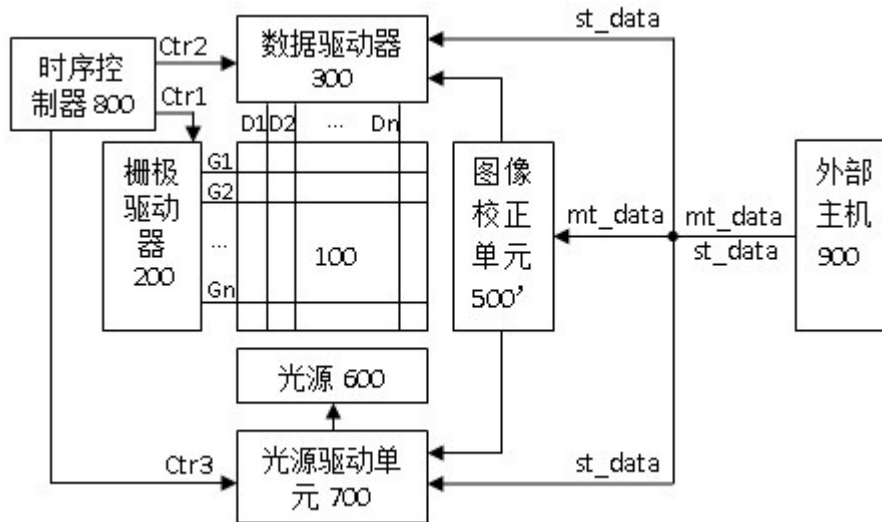 st_data
Ctr2
数据驱动器
300
时序控
制器 800
Ctr1
D1 D2 … Dn
栅极
驱动
器
…
200
G1
G2
…
Gn
100
图像
校正
单元
500’
mt_data
mt_data
st_data
外部
主机
900
光源 600
Ctr3
光源驱动单
元 700
st_data